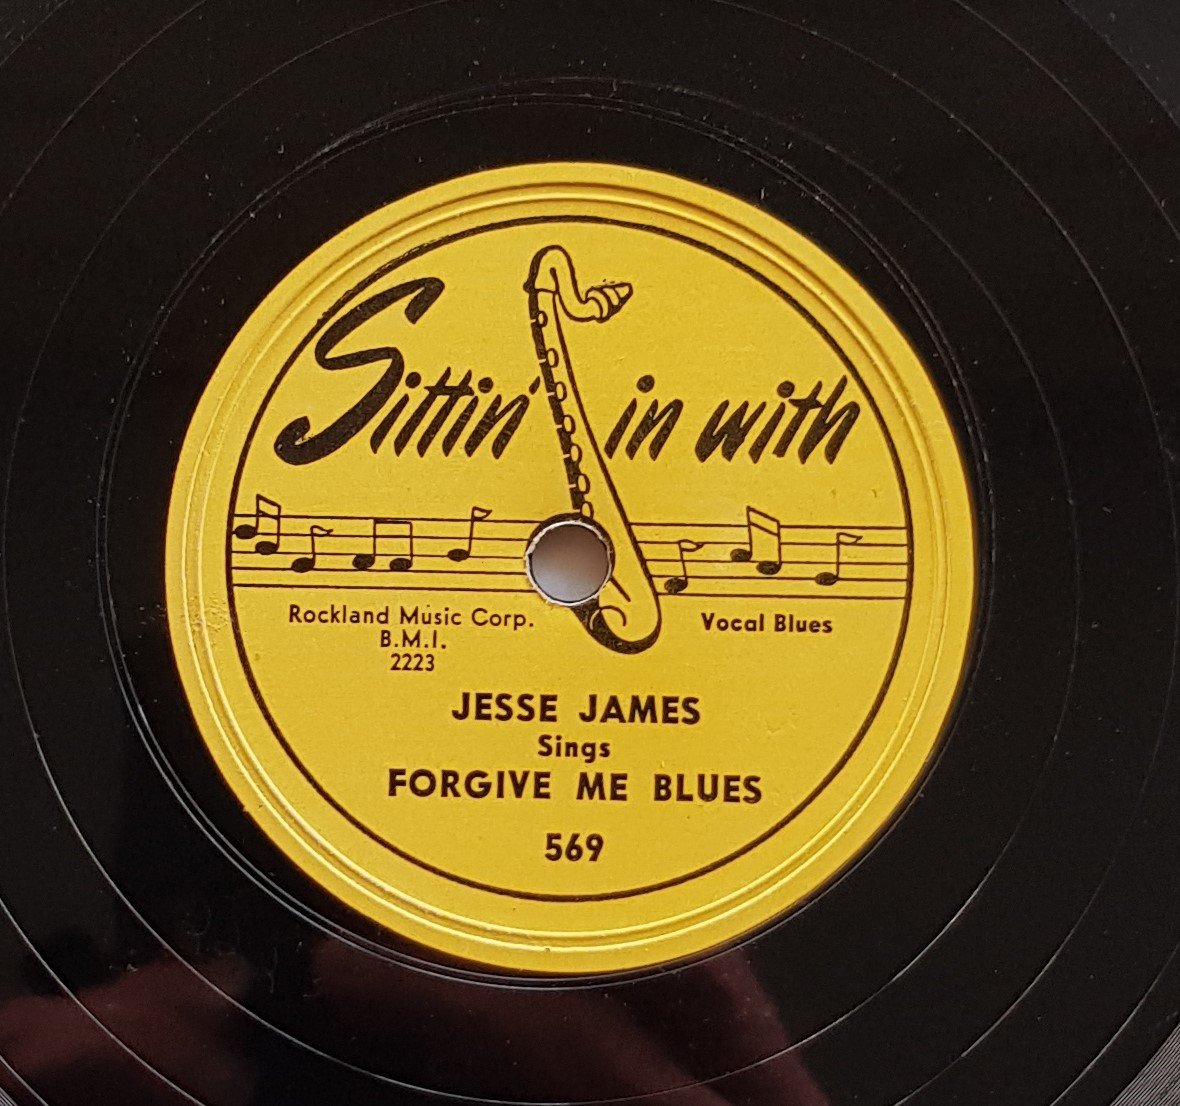 Sittin' in with
Rockland Music Corp.
B.M.I.
2223
Vocal Blues
JESSE JAMES
Sings
FORGIVE ME BLUES
569